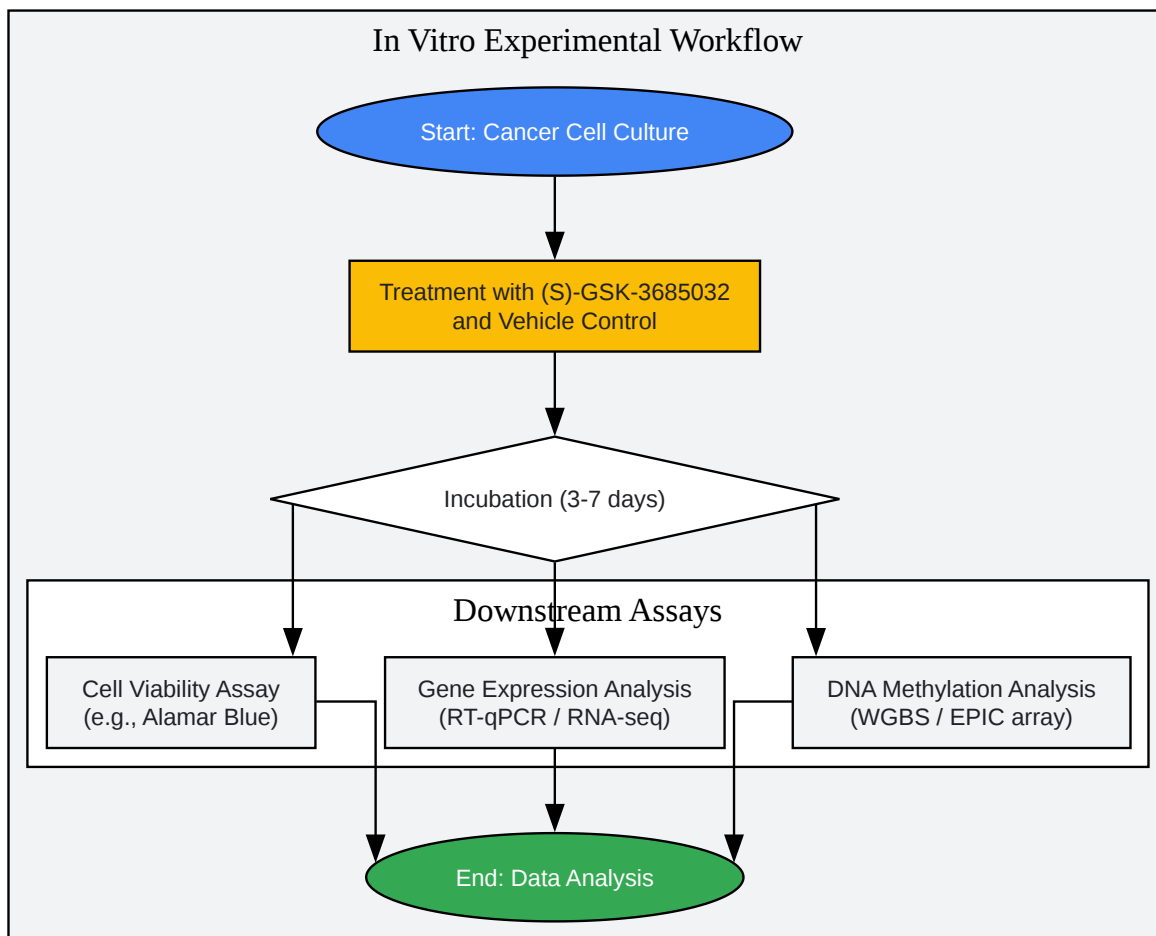 In Vitro Experimental Workflow
Start: Cancer Cell Culture
Treatment with (S)-GSK-3685032
and Vehicle Control
Incubation (3-7 days)
Downstream Assays
Cell Viability Assay
(e.g., Alamar Blue)
Gene Expression Analysis
(RT-qPCR / RNA-seq)
DNA Methylation Analysis
(WGBS / EPIC array)
End: Data Analysis